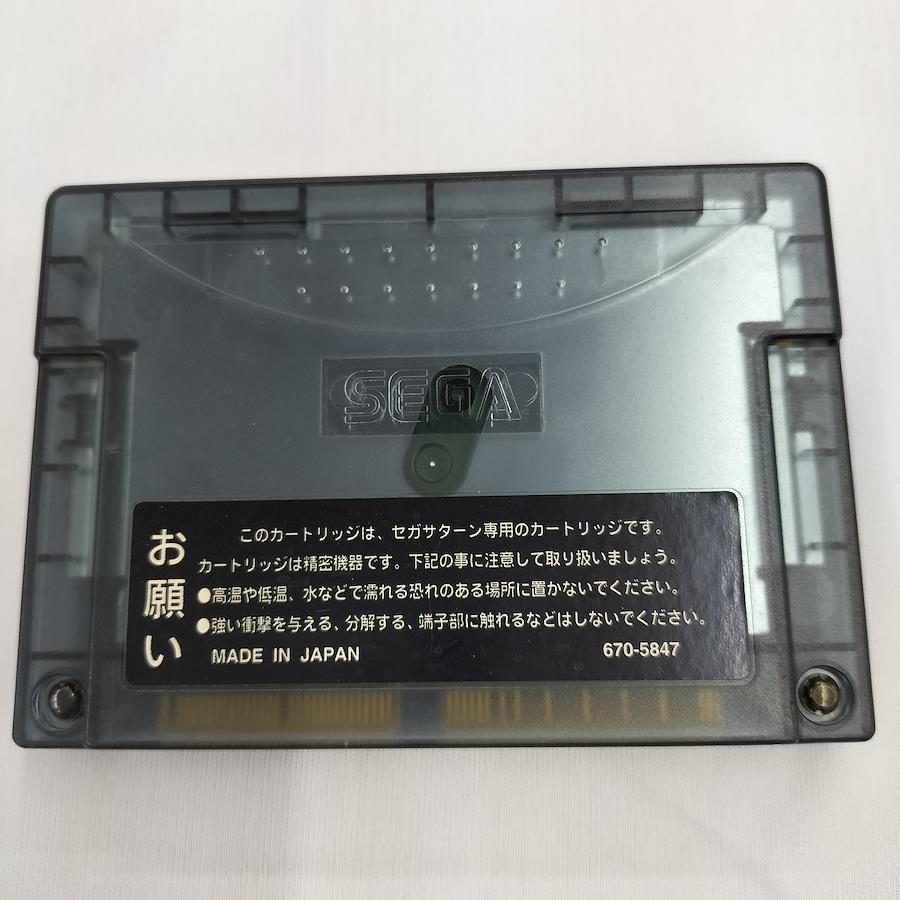 SEGA
お願い
このカートリッジは、セガサターン専用のカートリッジです。
カートリッジは精密機器です。下記の事に注意して取り扱いましょう。
●高温や低温、水などで濡れる恐れのある場所に置かないでください。
●強い衝撃を与える、分解する、端子部に触れるなどはしないでください。
MADE IN JAPAN 670-5847